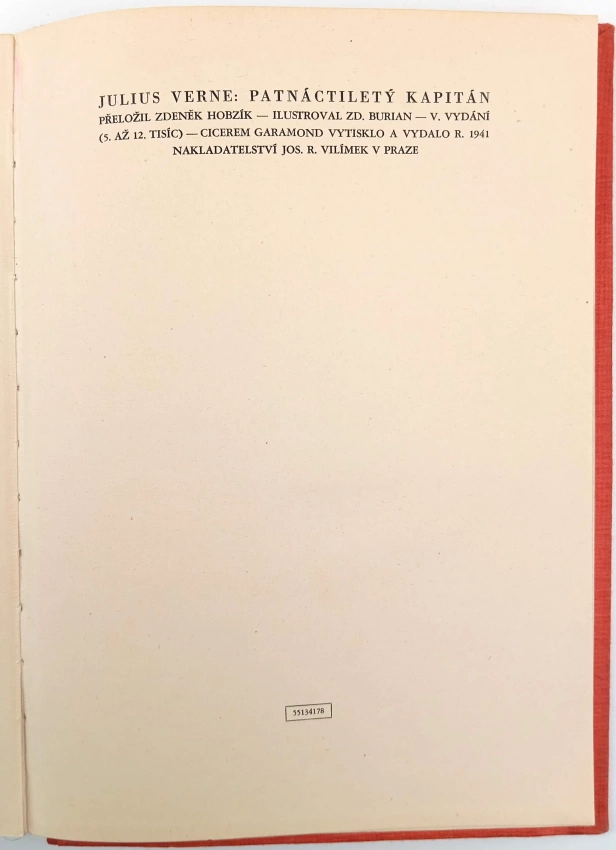 JULIUS VERNE: PATNÁCTILETÝ KAPITÁN
PŘELOŽIL ZDENĚK HOBZÍK — ILUSTROVAL ZD. BURIAN — V. VYDÁNÍ
(5. AŽ 12. TISÍC) — CICEREM GARAMOND VYTISKLO A VYDALO R. 1941
NAKLADATELSTVÍ JOS. R. VILÍMEK V PRAZE
55134178